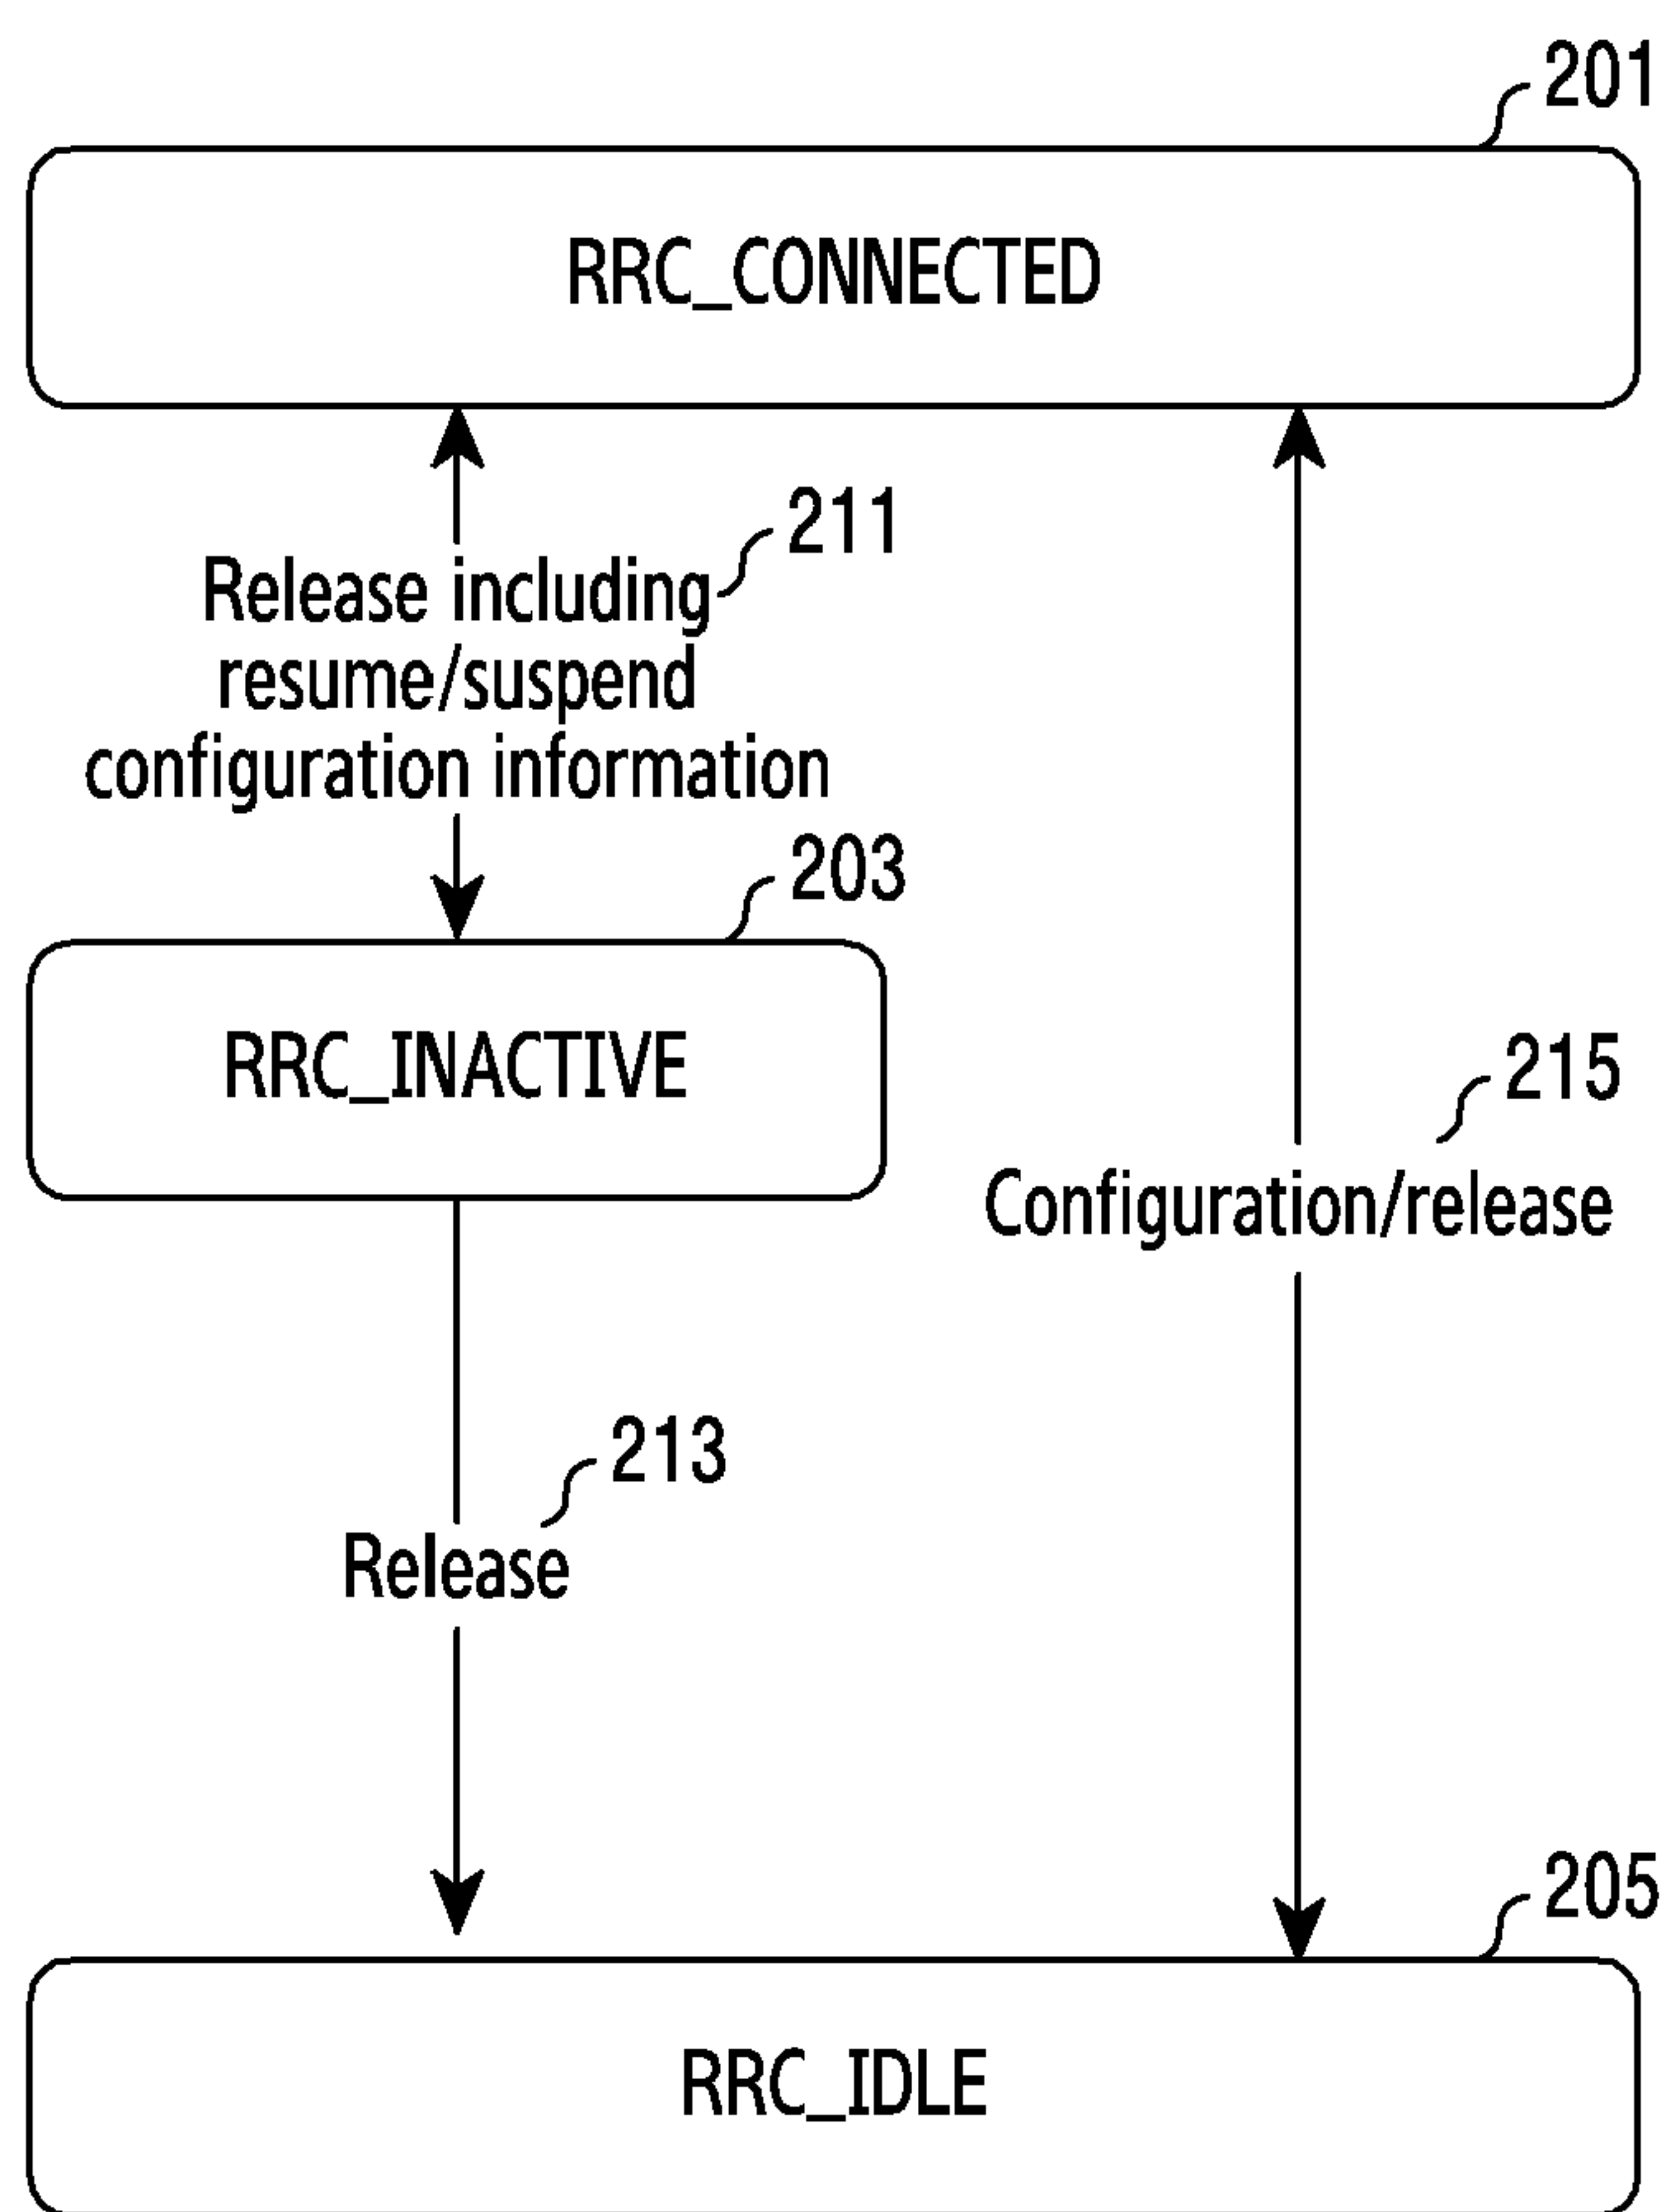 201
RRC_CONNECTED
211
Release including
resume/suspend
configuration information
203
RRC_INACTIVE
215
Configuration/release
213
Release
205
RRC_IDLE